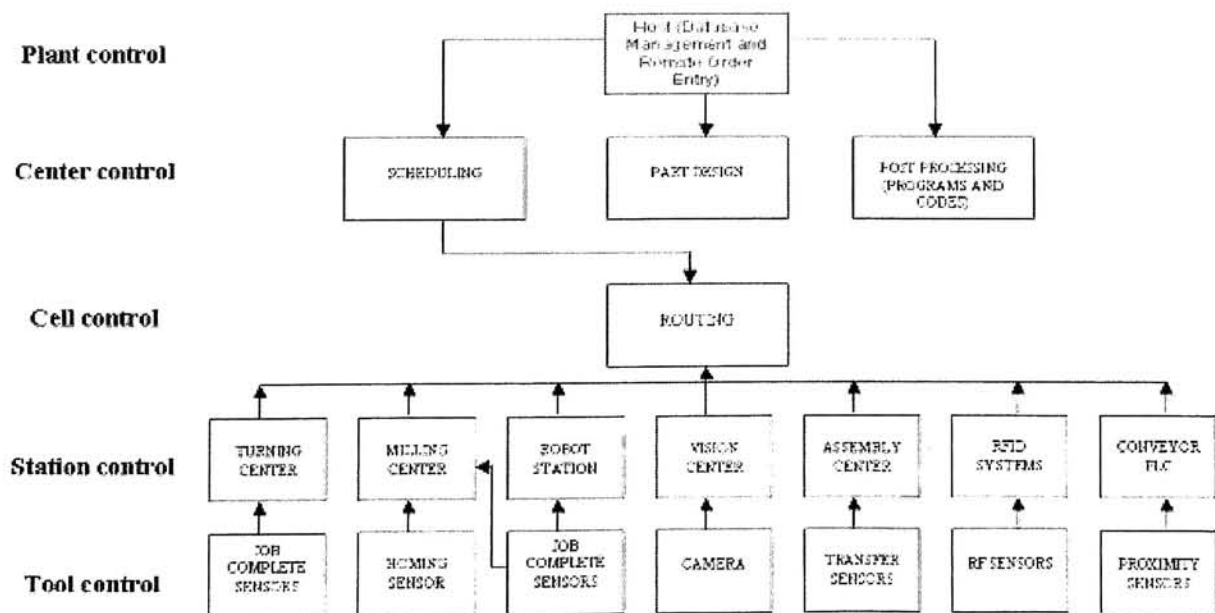 Plant control
Host (Database
Management and
Remote Order
Entry)
Center control
SCHEDULING
PART DESIGN
POST PROCESSING
(PROGRAMS AND
CODES)
Cell control
ROUTING
Station control
TURNING
CENTER
MILLING
CENTER
ROBOT
STATION
VISION
CENTER
ASSEMBLY
CENTER
RFID
SYSTEMS
CONVEYOR
PLC
Tool control
JOB
COMPLETE
SENSORS
HOMING
SENSOR
JOB
COMPLETE
SENSORS
CAMERA
TRANSFER
SENSORS
RF SENSORS
PROXIMITY
SENSORS